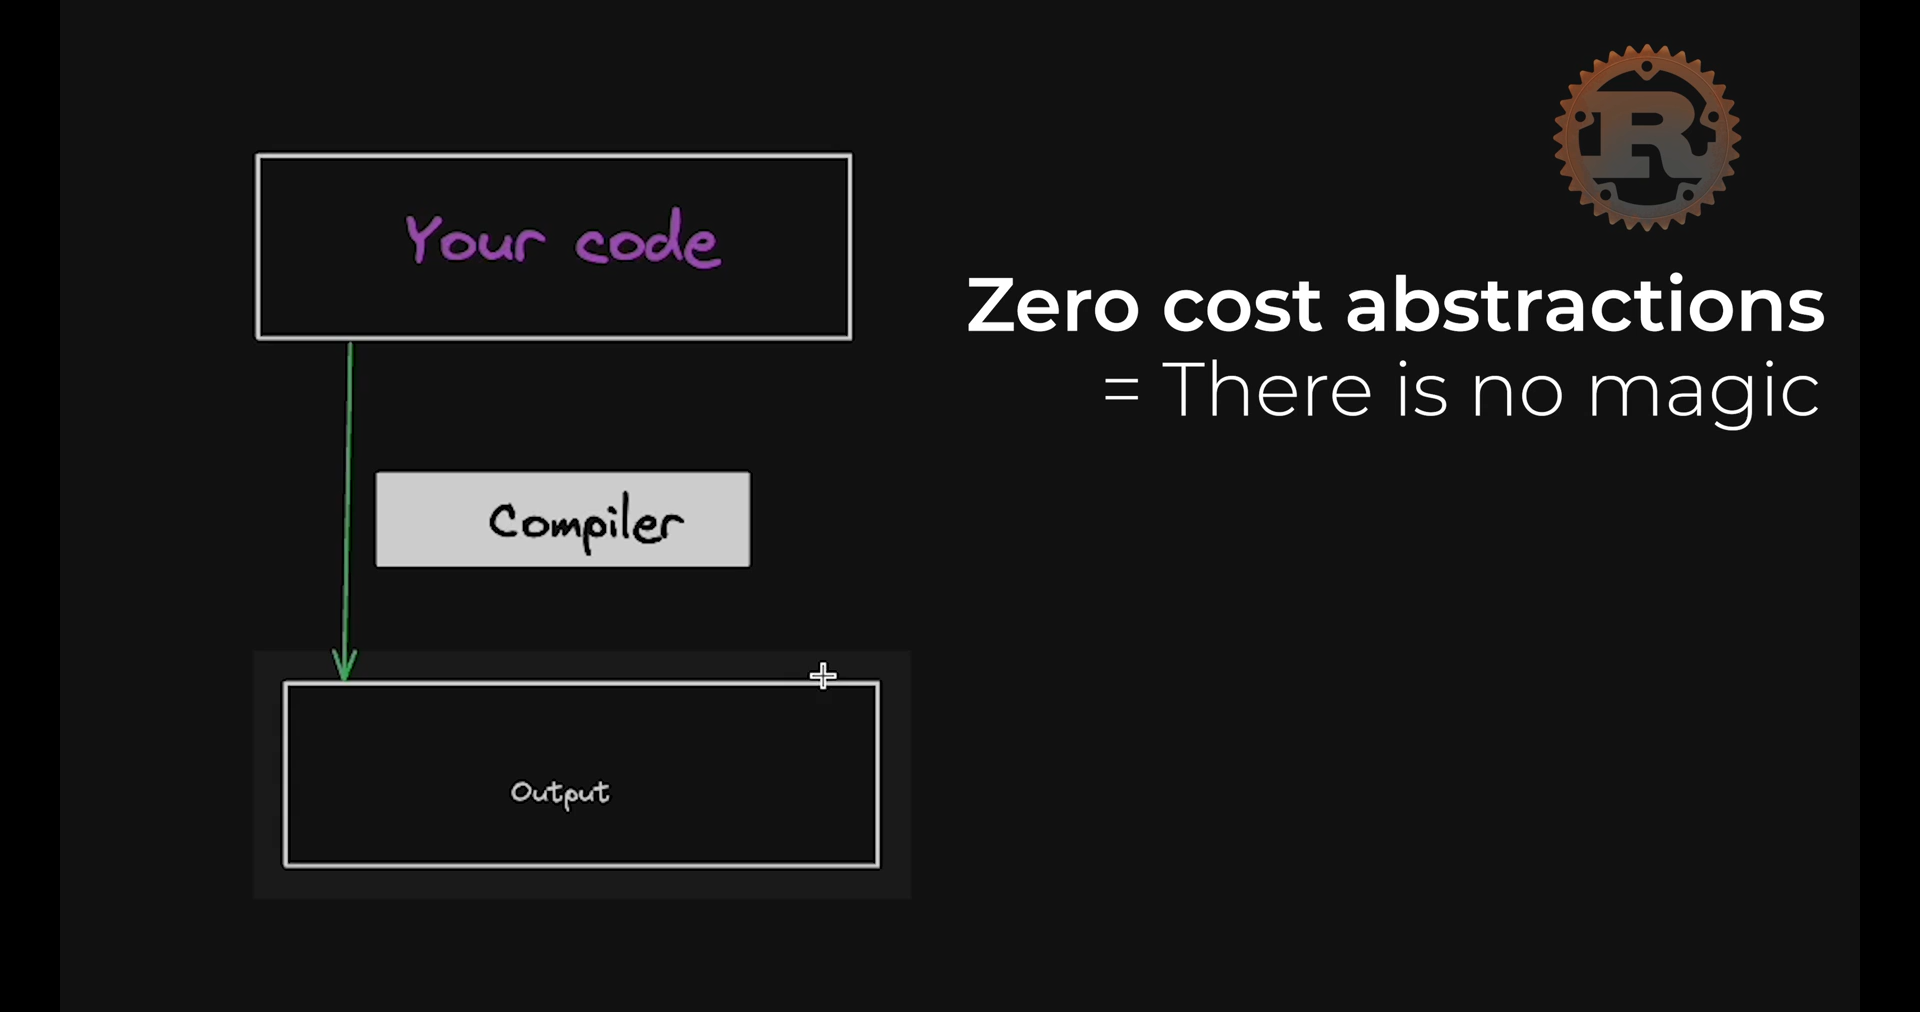 Your code
Compiler
Output
R
Zero cost abstractions
= There is no magic